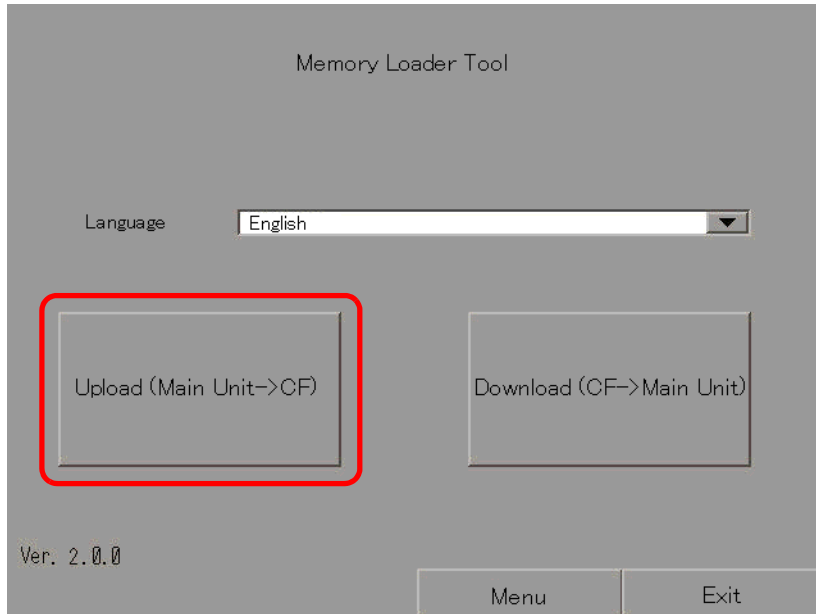 Memory Loader Tool
Language English
Upload (Main Unit->CF) Download (CF->Main Unit)
Ver. 2.0.0
Menu Exit